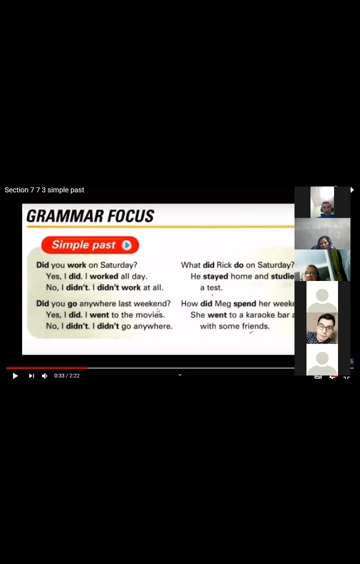 Section 7 7 3 simple past
GRAMMAR FOCUS
Simple past
Did you work on Saturday?
Yes, I did. I worked all day.
No, I didn't. I didn't work at all.
Did you go anywhere last weekend?
Yes, I did. I went to the movies.
No, I didn't. I didn't go anywhere.
What did Rick do on Saturday?
He stayed home and studie
a test.
How did Meg spend her weeke
She went to a karaoke bar
with some friends.
0:33 / 2:22